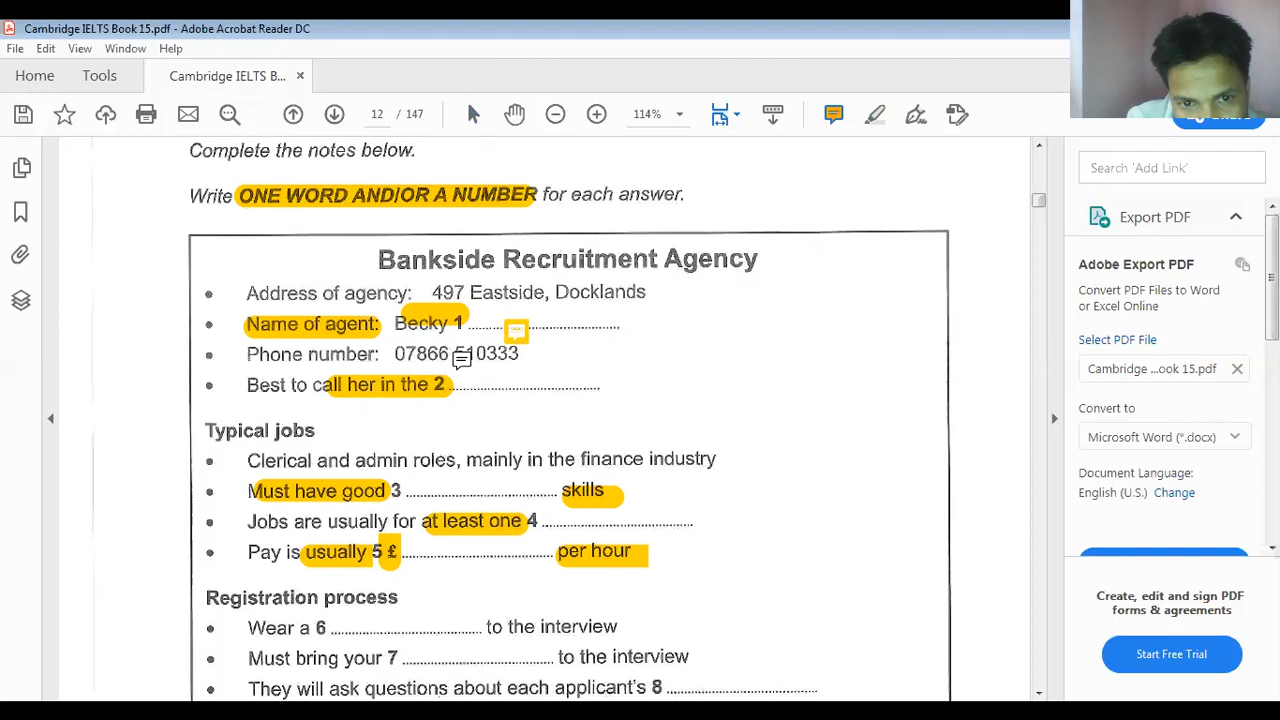 Cambridge IELTS Book 15.pdf - Adobe Acrobat Reader DC
File Edit View Window Help
Home Tools Cambridge IELTS B... ×
12 / 147 114%
Complete the notes below.
Write ONE WORD AND/OR A NUMBER for each answer.
Bankside Recruitment Agency
• Address of agency: 497 Eastside, Docklands
• Name of agent: Becky 1 ....................
• Phone number: 07866 510333
• Best to call her in the 2 ....................
Typical jobs
• Clerical and admin roles, mainly in the finance industry
• Must have good 3 .................... skills
• Jobs are usually for at least one 4 ....................
• Pay is usually 5 £ .................... per hour
Registration process
• Wear a 6 .................... to the interview
• Must bring your 7 .................... to the interview
• They will ask questions about each applicant's 8 ....................
Search 'Add Link'
Export PDF
Adobe Export PDF
Convert PDF Files to Word
or Excel Online
Select PDF File
Cambridge ...ook 15.pdf ×
Convert to
Microsoft Word (*.docx)
Document Language:
English (U.S.) Change
Create, edit and sign PDF
forms & agreements
Start Free Trial